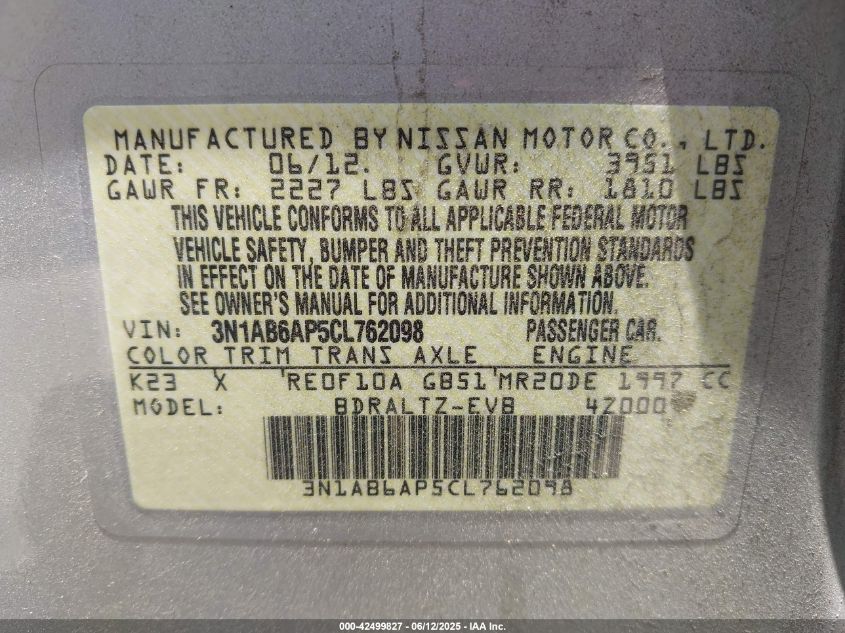 MANUFACTURED BY NISSAN MOTOR CO., LTD.
DATE: 06/12. GVWR: 3951 LBS
GAWR FR: 2227 LBS GAWR RR: 1810 LBS
THIS VEHICLE CONFORMS TO ALL APPLICABLE FEDERAL MOTOR
VEHICLE SAFETY, BUMPER AND THEFT PREVENTION STANDARDS
IN EFFECT ON THE DATE OF MANUFACTURE SHOWN ABOVE.
SEE OWNER'S MANUAL FOR ADDITIONAL INFORMATION.
VIN: 3N1AB6AP5CL762098 PASSENGER CAR.
COLOR TRIM TRANS AXLE ENGINE
K23 X 'RE0F10A GB51'MR20DE 1997 CC
MODEL: BDRALTZ-EVB 42000
3N1AB6AP5CL762098
000-42499827 - 06/12/2025 - IAA Inc.